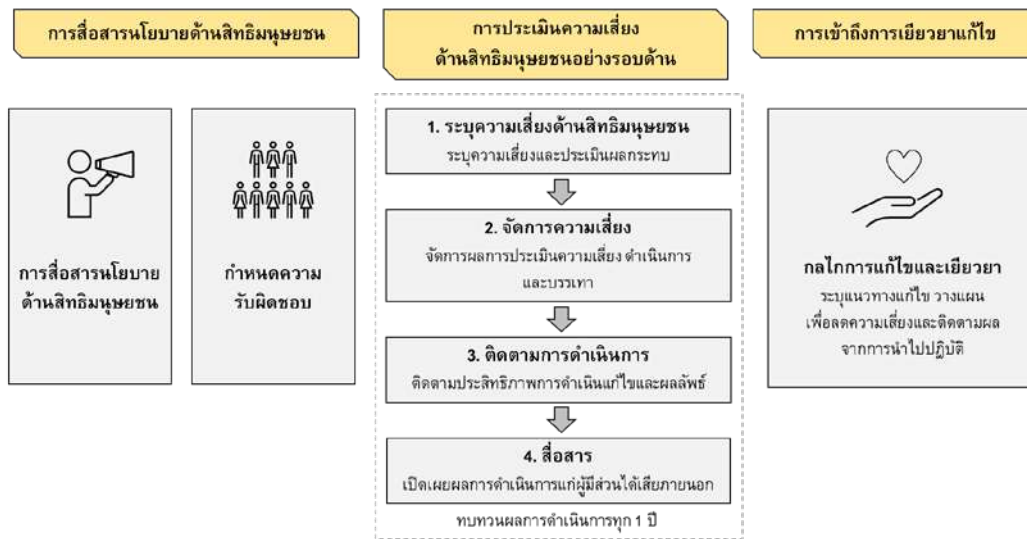 การสื่อสารนโยบายด้านสิทธิมนุษยชน
การสื่อสารนโยบาย
ด้านสิทธิมนุษยชน
กำหนดความ
รับผิดชอบ
การประเมินความเสี่ยง
ด้านสิทธิมนุษยชนอย่างรอบด้าน
1. ระบุความเสี่ยงด้านสิทธิมนุษยชน
ระบุความเสี่ยงและประเมินผลกระทบ
2. จัดการความเสี่ยง
จัดการผลการประเมินความเสี่ยง ดำเนินการ
และบรรเทา
3. ติดตามการดำเนินการ
ติดตามประสิทธิภาพการดำเนินแก้ไขและผลลัพธ์
4. สื่อสาร
เปิดเผยผลการดำเนินการแก่ผู้มีส่วนได้เสียภายนอก
ทบทวนผลการดำเนินการทุก 1 ปี
การเข้าถึงการเยียวยาแก้ไข
กลไกการแก้ไขและเยียวยา
ระบุแนวทางแก้ไข วางแผน
เพื่อลดความเสี่ยงและติดตามผล
จากการนำไปปฏิบัติ